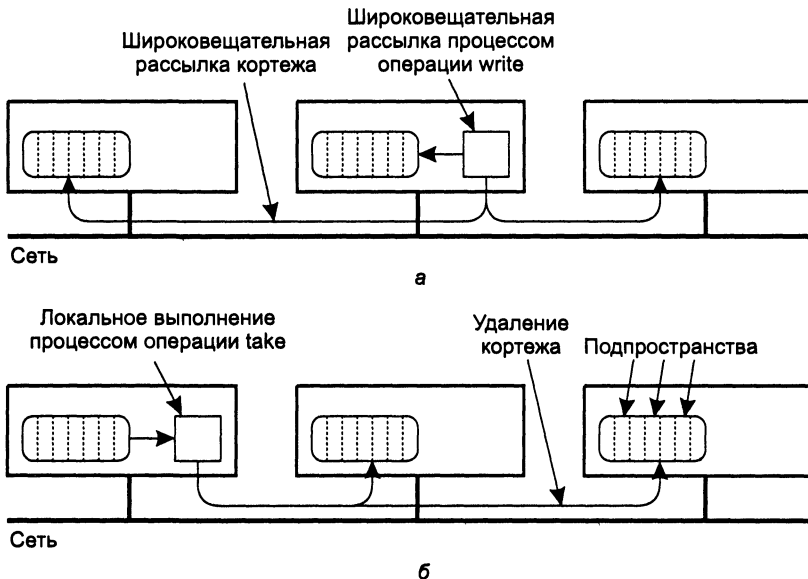 Широковещательная
рассылка кортежа
Широковещательная
рассылка процессом
операции write
Сеть
а
Локальное выполнение
процессом операции take
Удаление
кортежа
Подпространства
Сеть
б